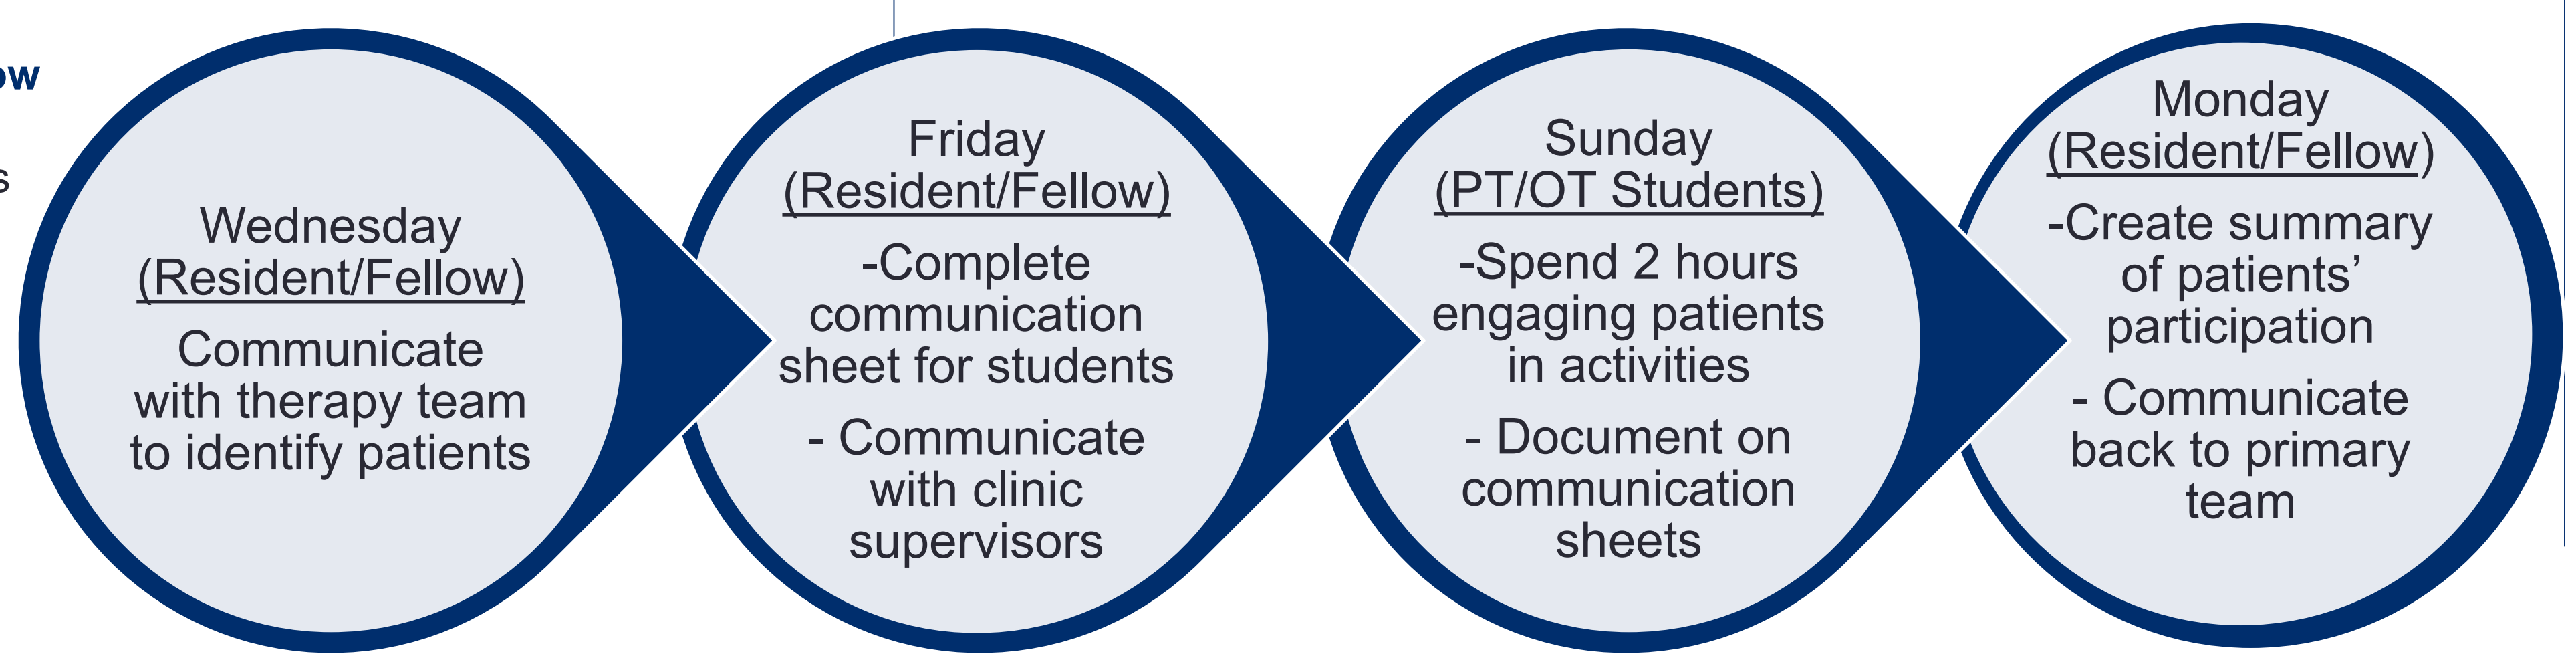 Wednesday
(Resident/Fellow)
Communicate
with therapy team
to identify patients
Friday
(Resident/Fellow)
-Complete
communication
sheet for students
- Communicate
with clinic
supervisors
Sunday
(PT/OT Students)
-Spend 2 hours
engaging patients
in activities
- Document on
communication
sheets
Monday
(Resident/Fellow)
-Create summary
of patients’
participation
- Communicate
back to primary
team